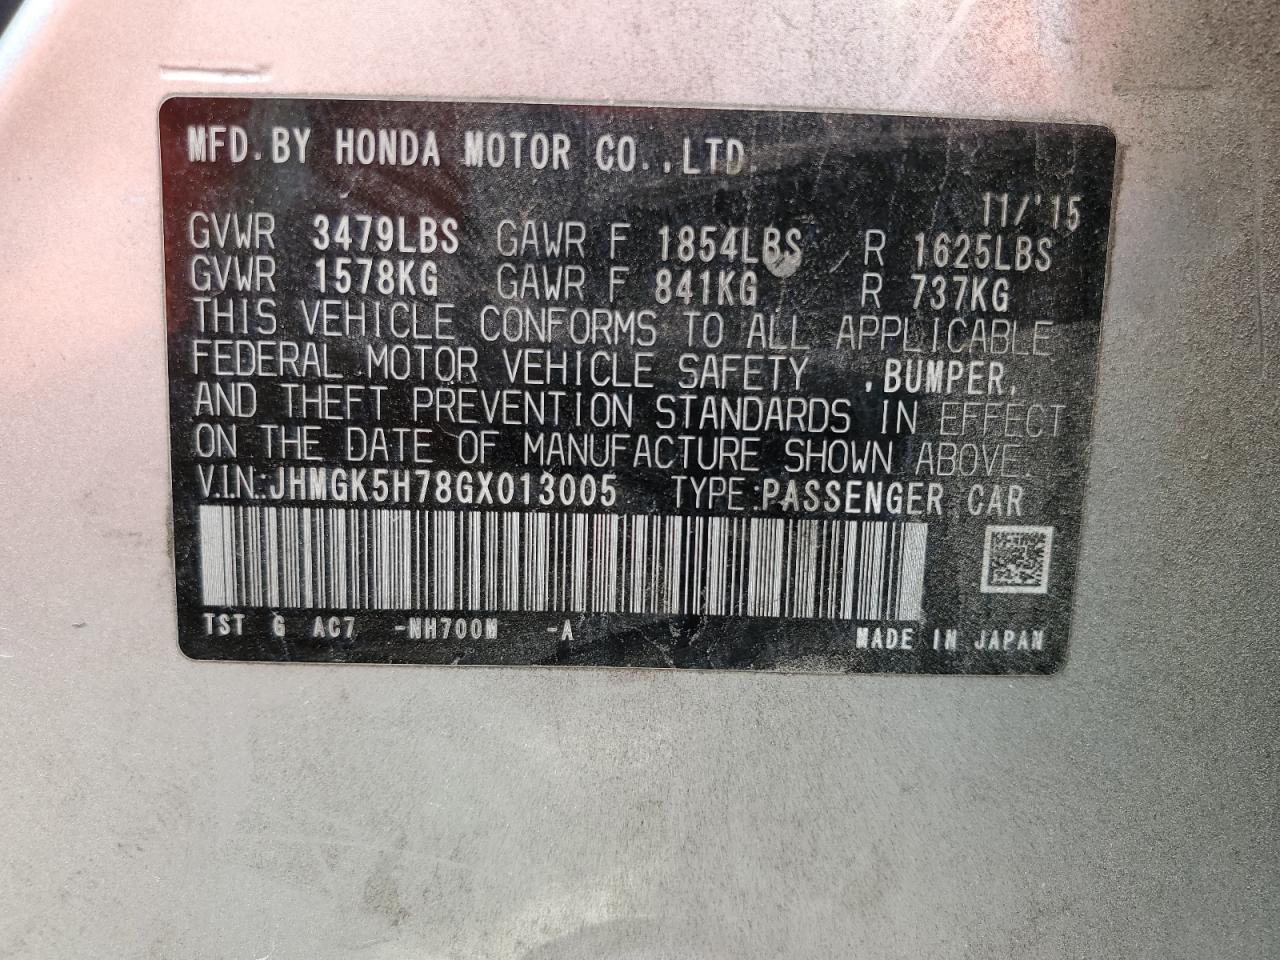 MFD. BY HONDA MOTOR CO., LTD.
11/'15
GVWR 3479LBS GAWR F 1854LBS R 1625LBS
GVWR 1578KG GAWR F 841KG R 737KG
THIS VEHICLE CONFORMS TO ALL APPLICABLE
FEDERAL MOTOR VEHICLE SAFETY , BUMPER,
AND THEFT PREVENTION STANDARDS IN EFFECT
ON THE DATE OF MANUFACTURE SHOWN ABOVE.
V.I.N.:JHMGK5H78GX013005 TYPE:PASSENGER CAR
TST G AC7 -NH700M -A MADE IN JAPAN